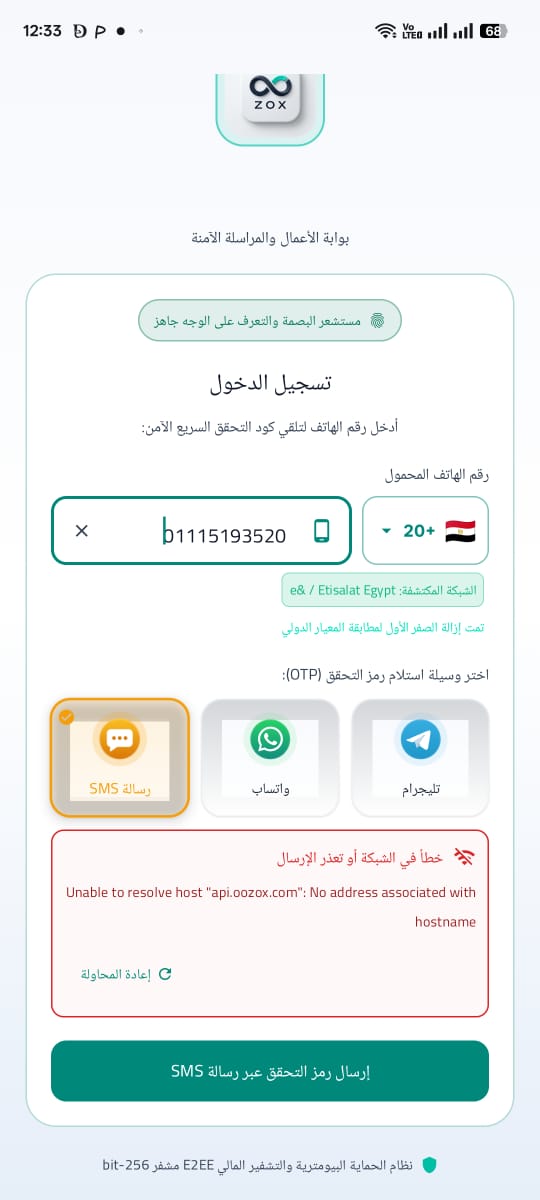 12:33
Vo LTE
68
ZOX
بوابة الأعمال والمراسلة الآمنة
مستشعر البصمة والتعرف على الوجه جاهز
تسجيل الدخول
أدخل رقم الهاتف لتلقي كود التحقق السريع الآمن:
رقم الهاتف المحمول
+20
01115193520
الشبكة المكتشفة: e& / Etisalat Egypt
تمت إزالة الصفر الأول لمطابقة المعيار الدولي
اختر وسيلة استلام رمز التحقق (OTP):
تليجرام
واتساب
رسالة SMS
خطأ في الشبكة أو تعذر الإرسال
Unable to resolve host "api.oozox.com": No address associated with
hostname
إعادة المحاولة
إرسال رمز التحقق عبر رسالة SMS
نظام الحماية البيومترية والتشفير المالي E2EE مشفر 256-bit